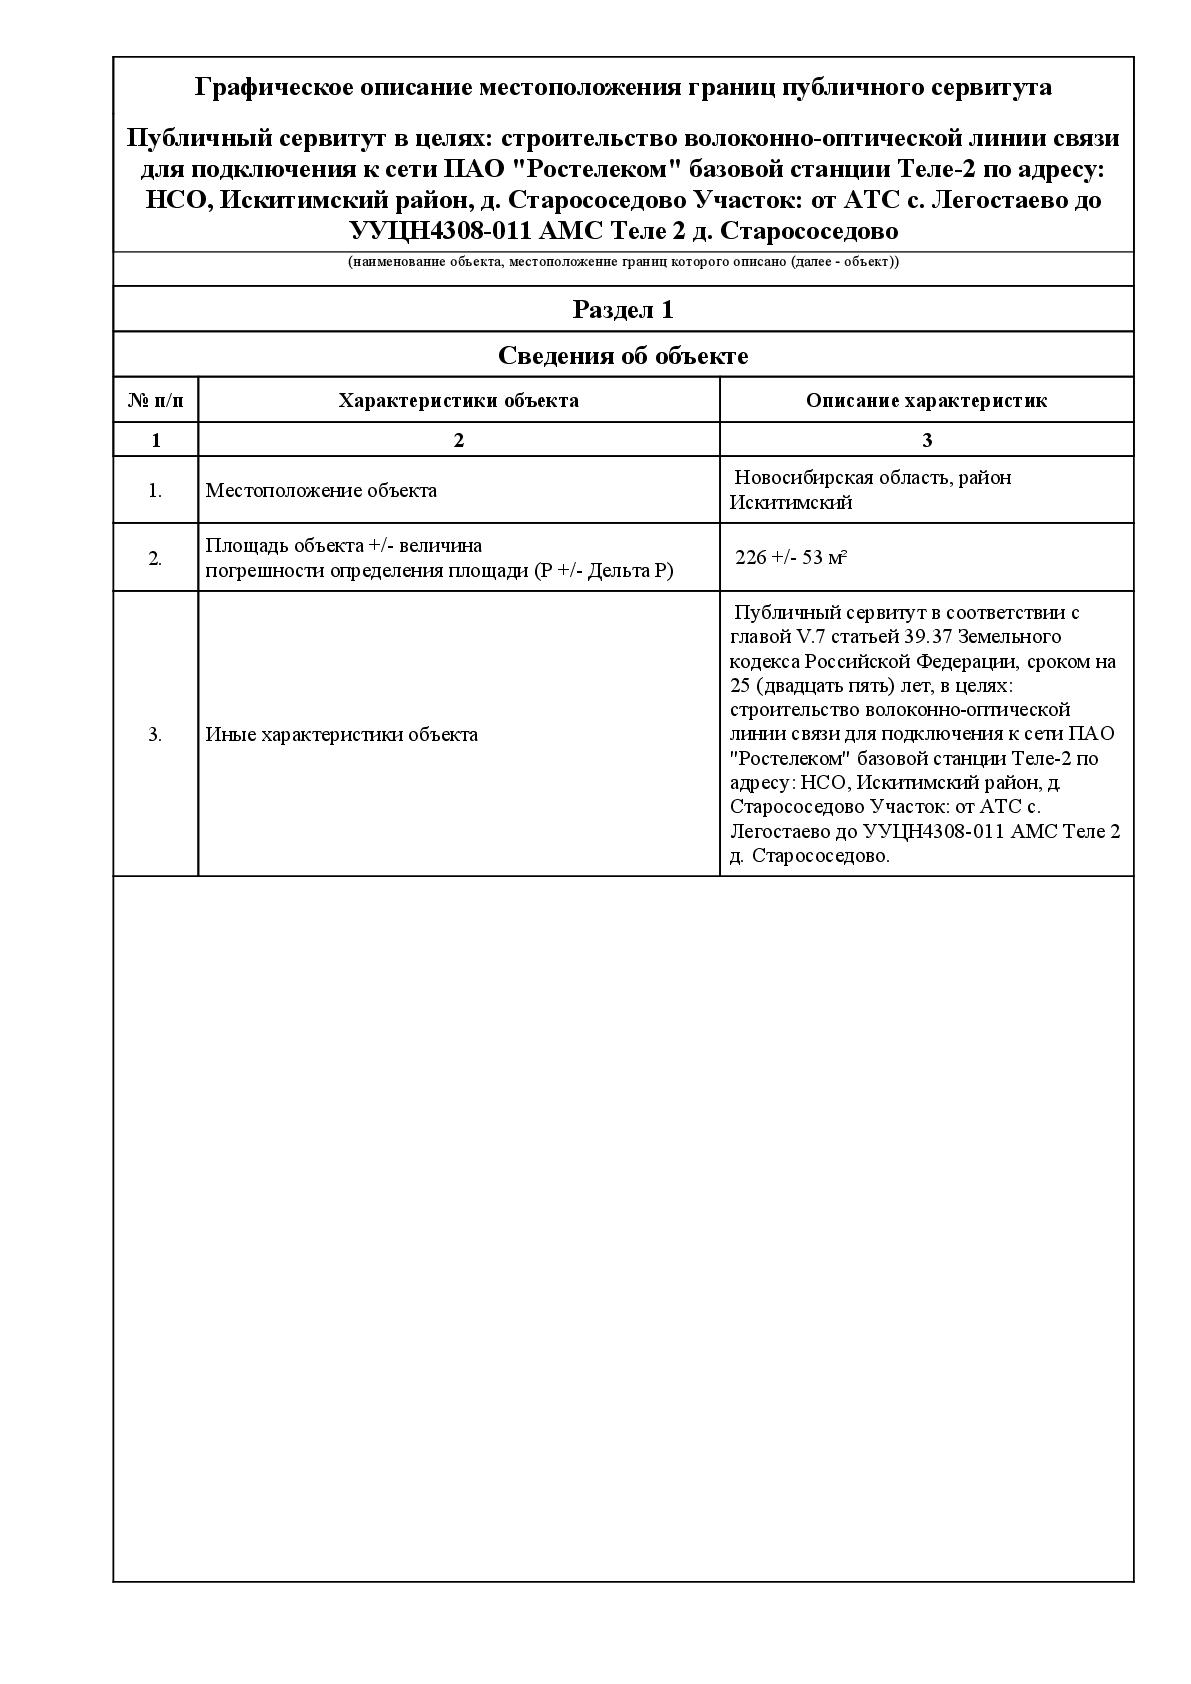 Графическое описание местоположения границ публичного сервитута
Публичный сервитут в целях: строительство волоконно-оптической линии связи
для подключения к сети ПАО "Ростелеком" базовой станции Теле-2 по адресу:
НСО, Искитимский район, д. Старососедово Участок: от АТС с. Легостаево до
УУЦН4308-011 АМС Теле 2 д. Старососедово
(наименование объекта, местоположение границ которого описано (далее - объект))
Раздел 1
Сведения об объекте
№ п/п Характеристики объекта Описание характеристик
1 2 3
1. Местоположение объекта
Новосибирская область, район
Искитимский
2.
Площадь объекта +/- величина
погрешности определения площади (Р +/- Дельта Р)
226 +/- 53 м²
3. Иные характеристики объекта
Публичный сервитут в соответствии с
главой V.7 статьей 39.37 Земельного
кодекса Российской Федерации, сроком на
25 (двадцать пять) лет, в целях:
строительство волоконно-оптической
линии связи для подключения к сети ПАО
"Ростелеком" базовой станции Теле-2 по
адресу: НСО, Искитимский район, д.
Старососедово Участок: от АТС с.
Легостаево до УУЦН4308-011 АМС Теле 2
д. Старососедово.